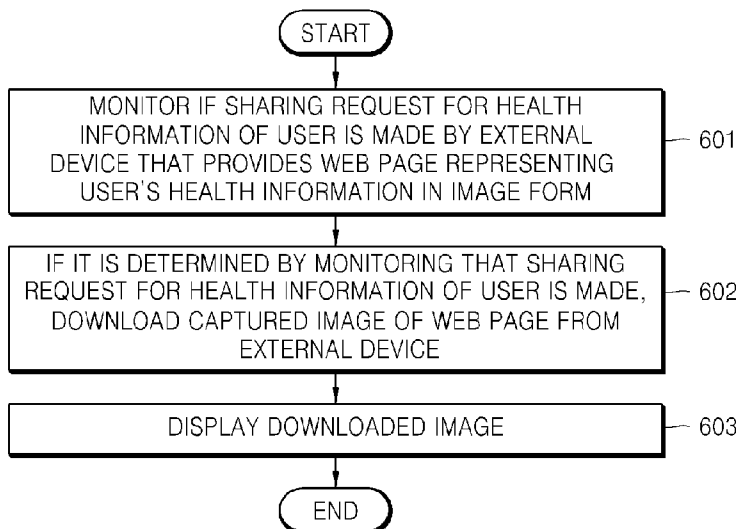 START
MONITOR IF SHARING REQUEST FOR HEALTH
INFORMATION OF USER IS MADE BY EXTERNAL
DEVICE THAT PROVIDES WEB PAGE REPRESENTING
USER'S HEALTH INFORMATION IN IMAGE FORM
601
IF IT IS DETERMINED BY MONITORING THAT SHARING
REQUEST FOR HEALTH INFORMATION OF USER IS MADE,
DOWNLOAD CAPTURED IMAGE OF WEB PAGE FROM
EXTERNAL DEVICE
602
DISPLAY DOWNLOADED IMAGE
603
END